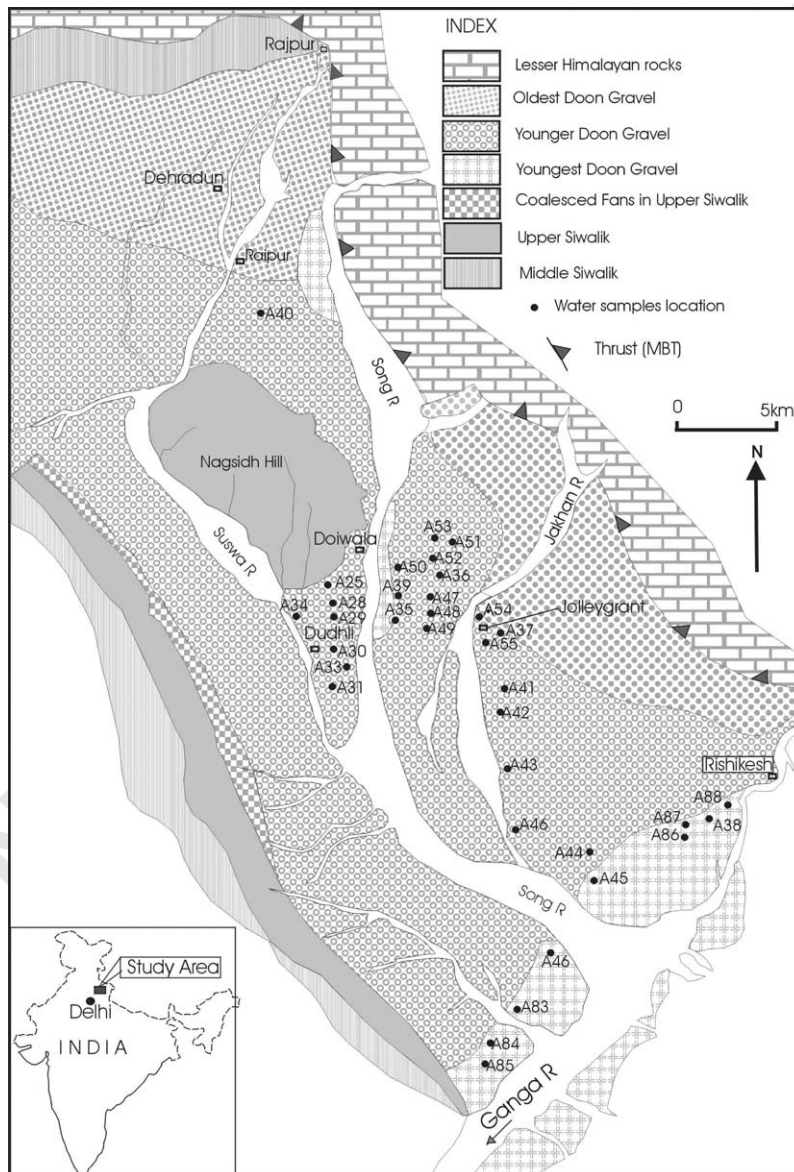 INDEX
Lesser Himalayan rocks
Oldest Doon Gravel
Younger Doon Gravel
Youngest Doon Gravel
Coalesced Fans in Upper Siwalik
Upper Siwalik
Middle Siwalik
Water samples location
Thrust (MBT)
0 5km
N
Rajpur
Dehradun
Raipur
A40
Song R
Nagsidh Hill
Suswa R
Doiwala
Jakhan R
A53
A51
A52
A50
A36
A39
A47
A35
A48
A49
A54
Jolleygrant
A37
A55
A25
A28
A34
A29
Dudhli
A30
A33
A31
A41
A42
A43
A46
Rishikesh
A88
A87
A38
A86
A44
A45
Song R
A46
A83
A84
A85
Ganga R
Study Area
Delhi
INDIA